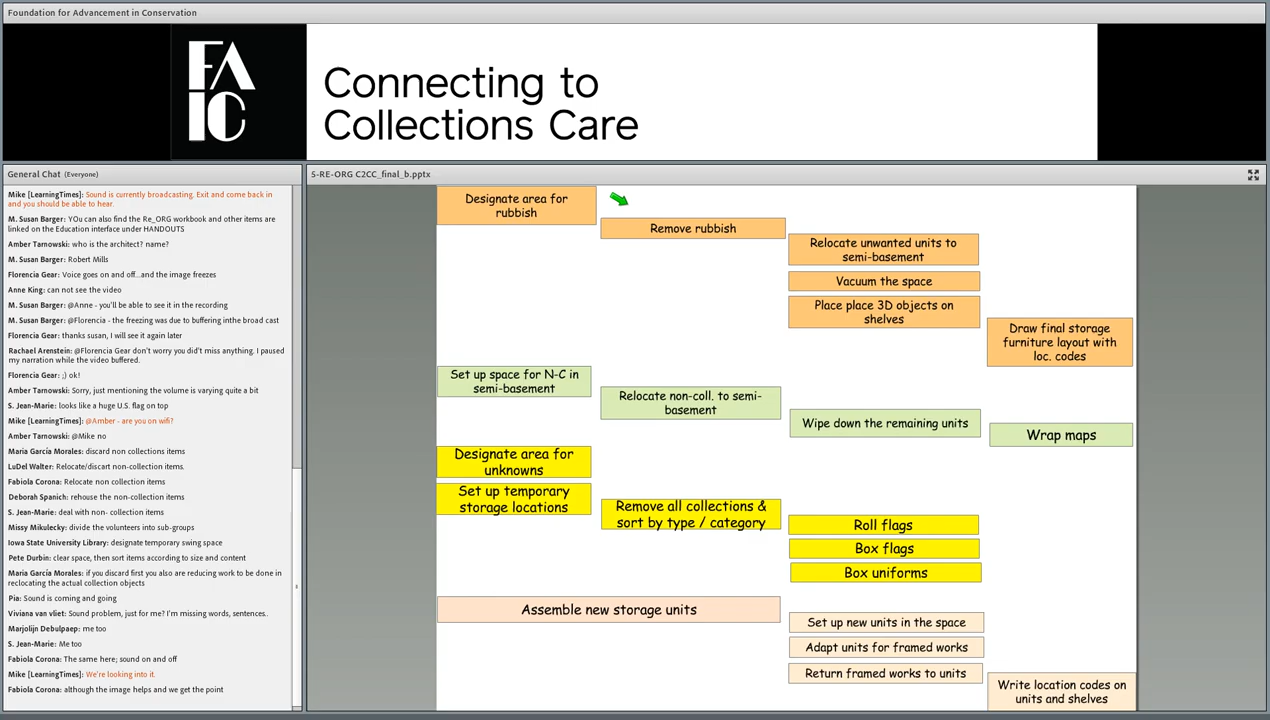 Foundation for Advancement in Conservation
FA
IC
Connecting to
Collections Care
General Chat (Everyone)
Mike [LearningTimes]: Sound is currently broadcasting. Exit and come back in
and you should be able to hear.
M. Susan Barger: YOu can also find the Re_ORG workbook and other items are
linked on the Education interface under HANDOUTS
Amber Tarnowski: who is the architect? name?
M. Susan Barger: Robert Mills
Florencia Gear: Voice goes on and off...and the image freezes
Anne King: can not see the video
M. Susan Barger: @Anne - you'll be able to see it in the recording
M. Susan Barger: @Florencia - the freezing was due to buffering inthe broad cast
Florencia Gear: thanks susan, I will see it again later
Rachael Arenstein: @Florencia Gear don't worry you did't miss anything. I paused
my narration while the video buffered.
Florencia Gear: ;) ok!
Amber Tarnowski: Sorry, just mentioning the volume is varying quite a bit
S. Jean-Marie: looks like a huge U.S. flag on top
Mike [LearningTimes]: @Amber - are you on wifi?
Amber Tarnowski: @Mike no
Maria García Morales: discard non collections items
LuDel Walter: Relocate/discart non-collection items.
Fabiola Corona: Relocate non collection items
Deborah Spanich: rehouse the non-collection items
S. Jean-Marie: deal with non- collection items
Missy Mikulecky: divide the volunteers into sub-groups
Iowa State University Library: designate temporary swing space
Pete Durbin: clear space, then sort items according to size and content
Maria García Morales: if you discard first you also are reducing work to be done in
reclocating the actual collection objects
Pia: Sound is coming and going
Viviana van vliet: Sound problem, just for me? I'm missing words, sentences..
Marjolijn Debulpaep: me too
S. Jean-Marie: Me too
Fabiola Corona: The same here; sound on and off
Mike [LearningTimes]: We're looking into it.
Fabiola Corona: although the image helps and we get the point
5-RE-ORG C2CC_final_b.pptx
Designate area for
rubbish
Remove rubbish
Relocate unwanted units to
semi-basement
Vacuum the space
Place place 3D objects on
shelves
Draw final storage
furniture layout with
loc. codes
Set up space for N-C in
semi-basement
Relocate non-coll. to semi-
basement
Wipe down the remaining units
Wrap maps
Designate area for
unknowns
Set up temporary
storage locations
Remove all collections &
sort by type / category
Roll flags
Box flags
Box uniforms
Assemble new storage units
Set up new units in the space
Adapt units for framed works
Return framed works to units
Write location codes on
units and shelves